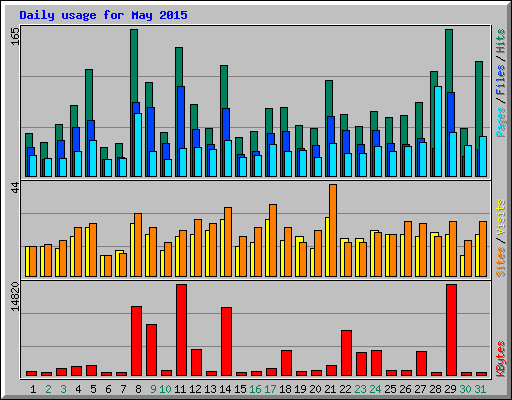 Daily usage for May 2015
165
Pages / Files / Hits
44
Sites / Visits
14820
KBytes
1 2 3 4 5 6 7 8 9 10 11 12 13 14 15 16 17 18 19 20 21 22 23 24 25 26 27 28 29 30 31